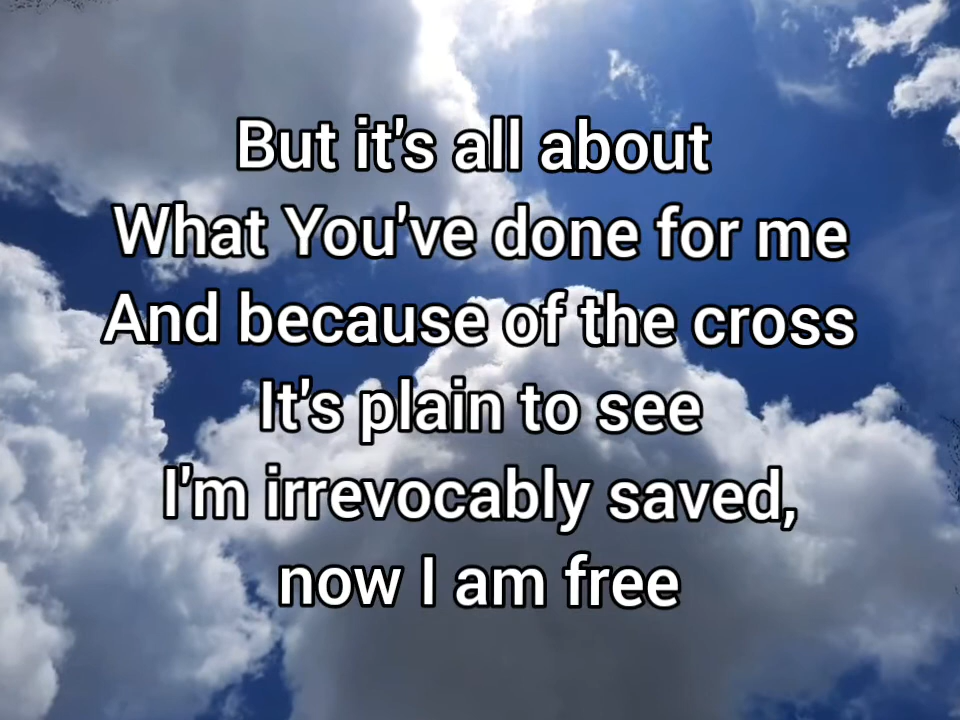 But it's all about
What You've done for me
And because of the cross
It's plain to see
I'm irrevocably saved,
now I am free